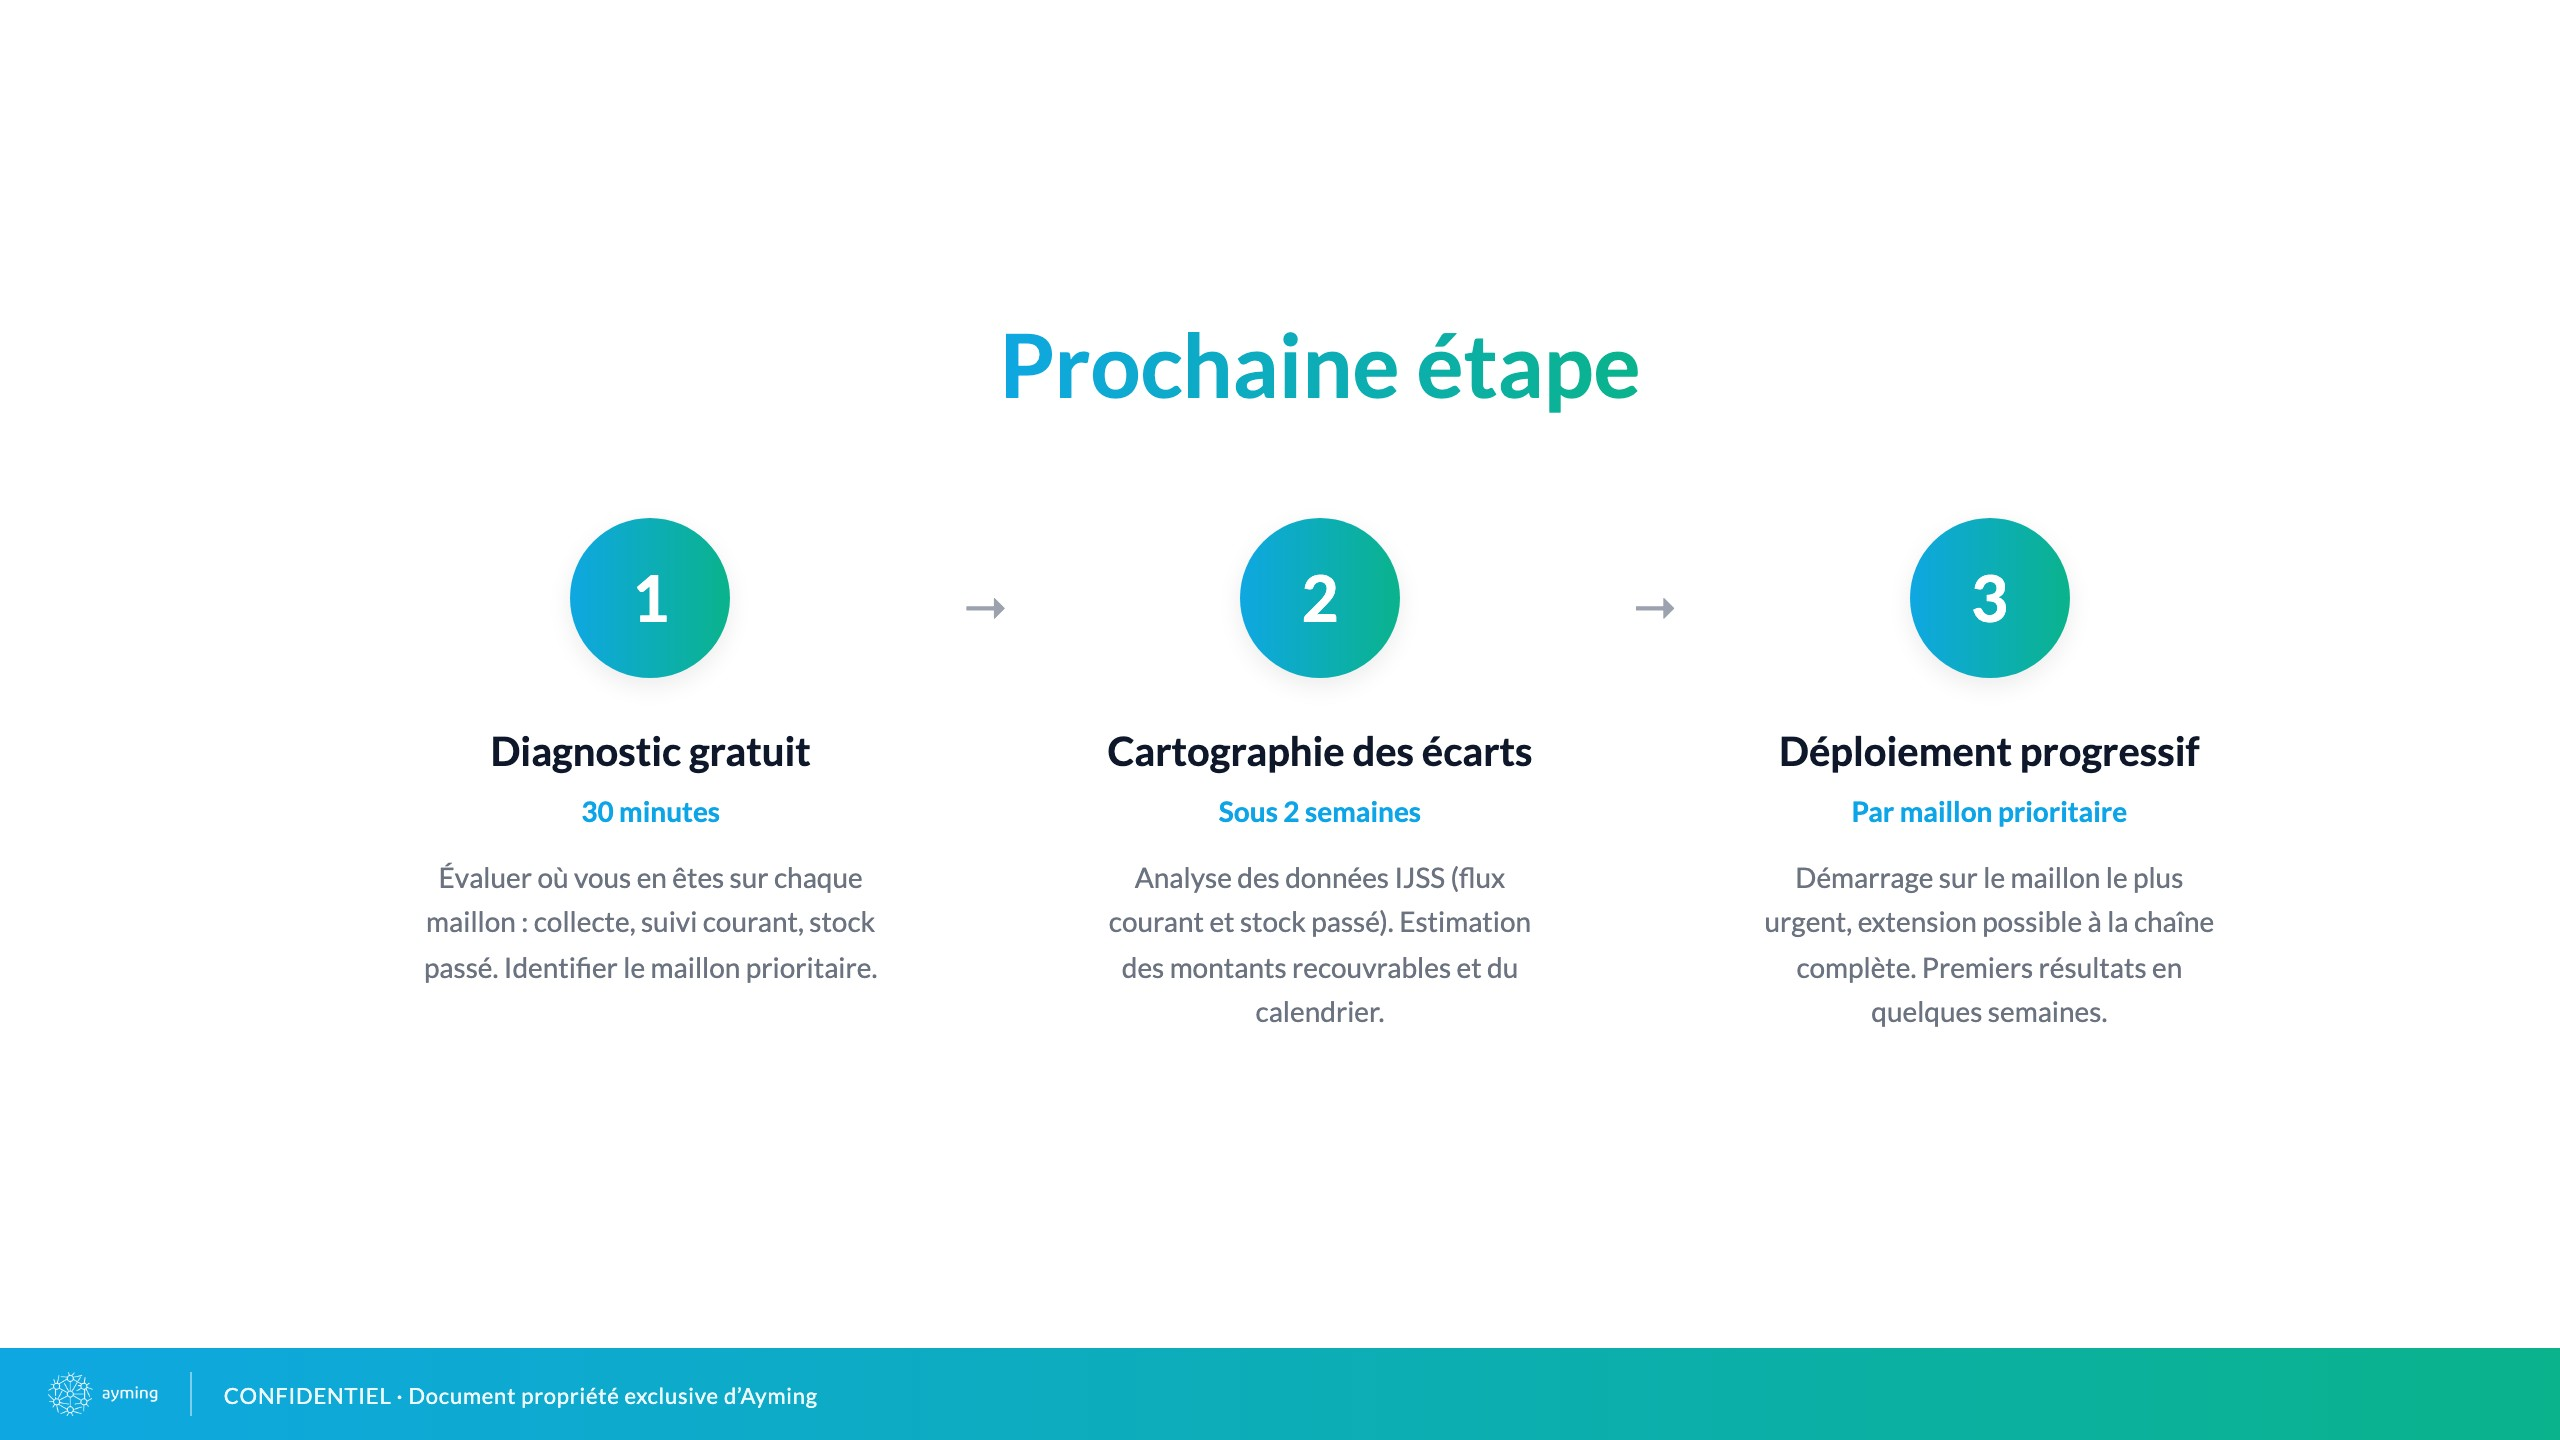 Prochaine étape
1
Diagnostic gratuit
30 minutes
Évaluer où vous en êtes sur chaque
maillon : collecte, suivi courant, stock
passé. Identifier le maillon prioritaire.
→
2
Cartographie des écarts
Sous 2 semaines
Analyse des données IJSS (flux
courant et stock passé). Estimation
des montants recouvrables et du
calendrier.
→
3
Déploiement progressif
Par maillon prioritaire
Démarrage sur le maillon le plus
urgent, extension possible à la chaîne
complète. Premiers résultats en
quelques semaines.
ayming
CONFIDENTIEL · Document propriété exclusive d’Ayming